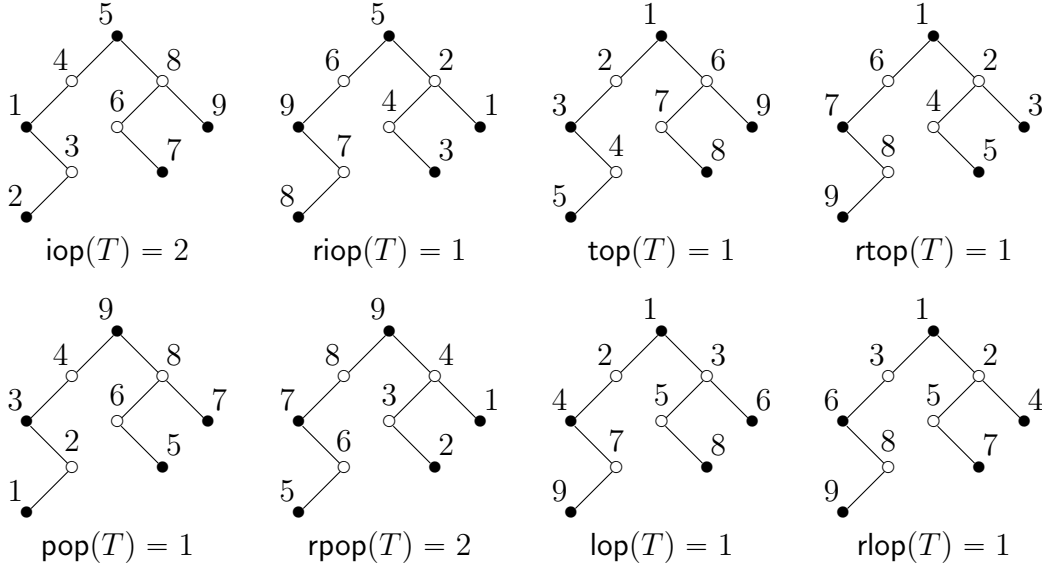 5 5 1 1
4 8 6 2 2 6 6 2
1 6 9 9 4 1 3 7 9 7 4 3
3 7 7 3 4 8 8 5
2 8 5 9
iop(T) = 2 riop(T) = 1 top(T) = 1 rtop(T) = 1
9 9 1 1
4 8 8 4 2 3 3 2
3 6 7 7 3 1 4 5 6 6 5 4
2 5 6 2 7 8 8 7
1 5 9 9
pop(T) = 1 rpop(T) = 2 lop(T) = 1 rlop(T) = 1